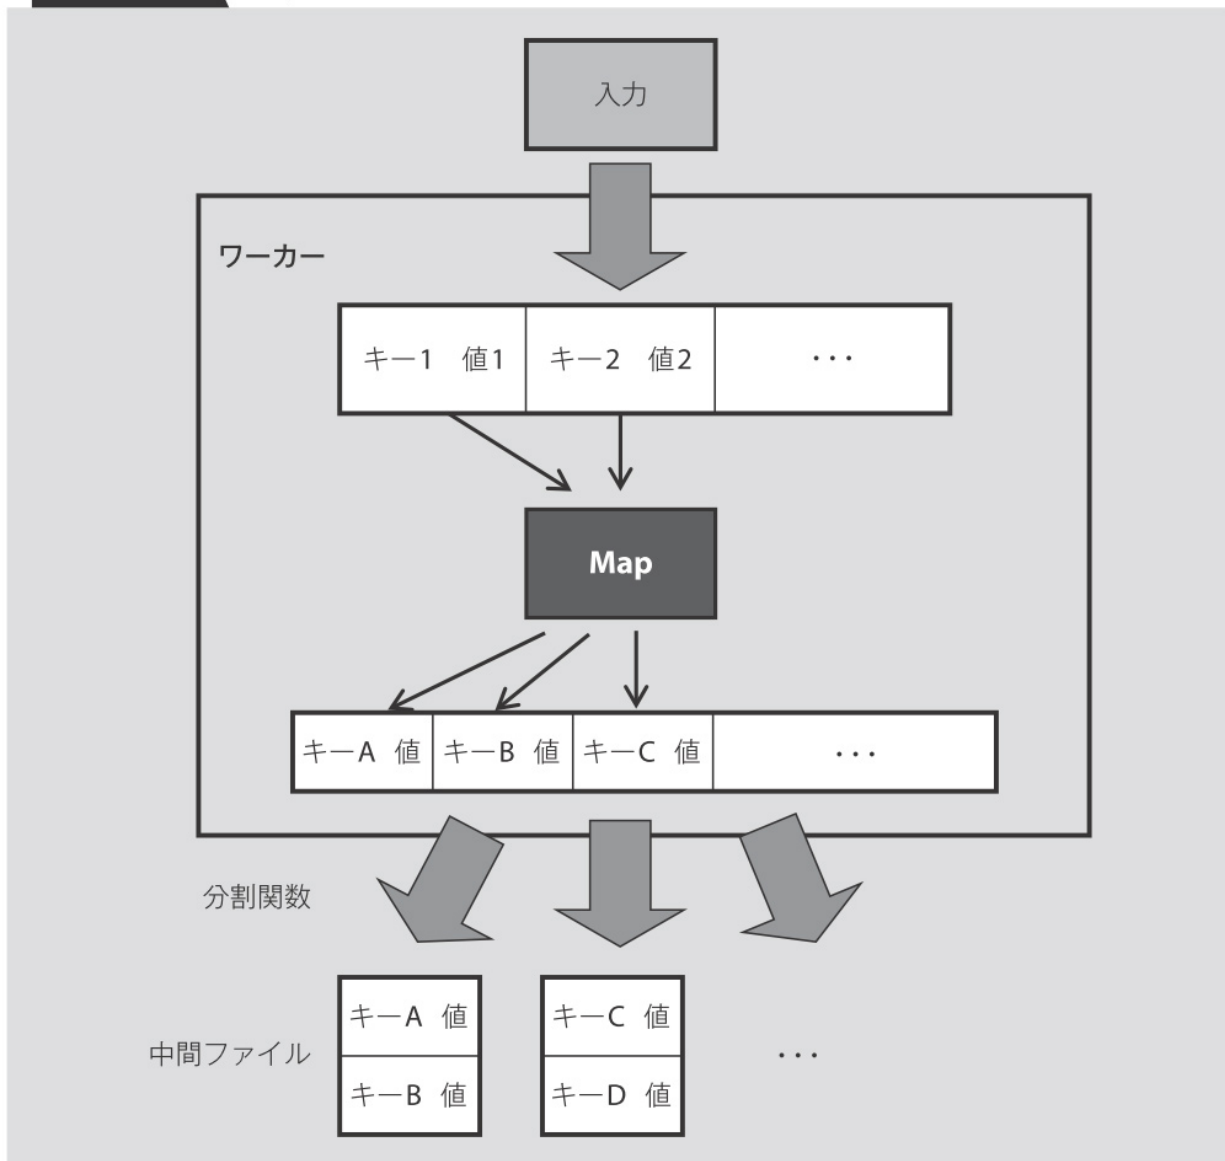 入力
ワーカー
キー1 値1 キー2 値2 ・・・
Map
キーA 値 キーB 値 キーC 値 ・・・
分割関数
キーA 値 キーC 値
中間ファイル ・・・
キーB 値 キーD 値